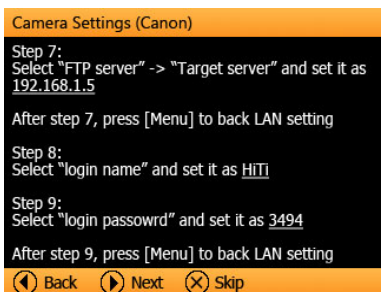 Camera Settings (Canon)
Step 7:
Select “FTP server” -> “Target server” and set it as
192.168.1.5
After step 7, press [Menu] to back LAN setting
Step 8:
Select “login name” and set it as HiTi
Step 9:
Select “login passowrd” and set it as 3494
After step 9, press [Menu] to back LAN setting
Back Next Skip